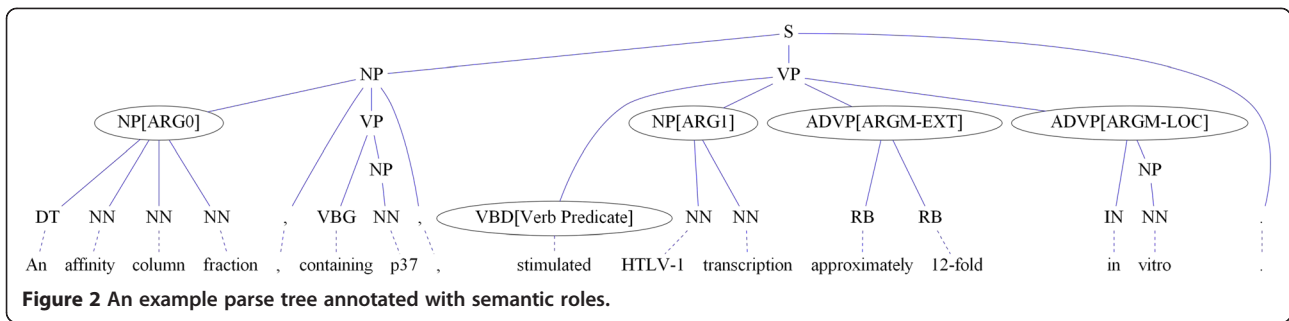 S
NP VP
NP[ARG0] VP NP[ARG1] ADVP[ARGM-EXT] ADVP[ARGM-LOC]
NP NP
DT NN NN NN , VBG NN , VBD[Verb Predicate] NN NN RB RB IN NN .
An affinity column fraction , containing p37 , stimulated HTLV-1 transcription approximately 12-fold in vitro .
Figure 2 An example parse tree annotated with semantic roles.